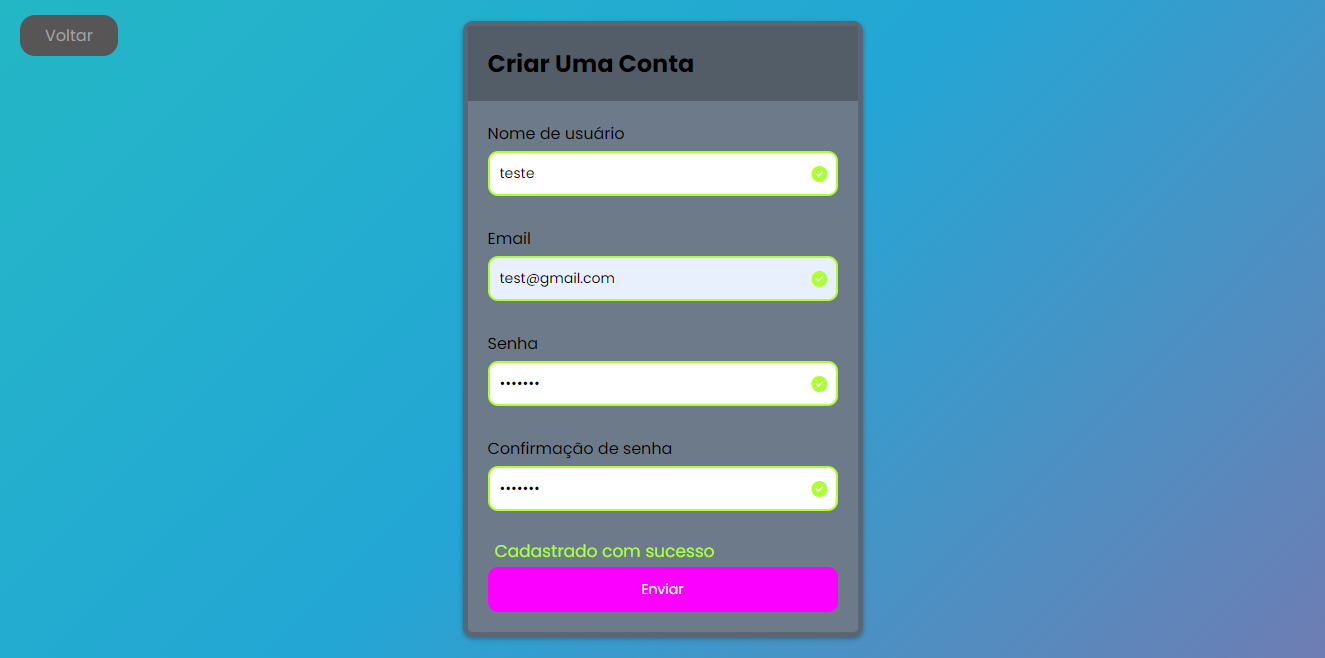 Voltar
Criar Uma Conta
Nome de usuário
teste
Email
test@gmail.com
Senha
•••••••
Confirmação de senha
•••••••
Cadastrado com sucesso
Enviar